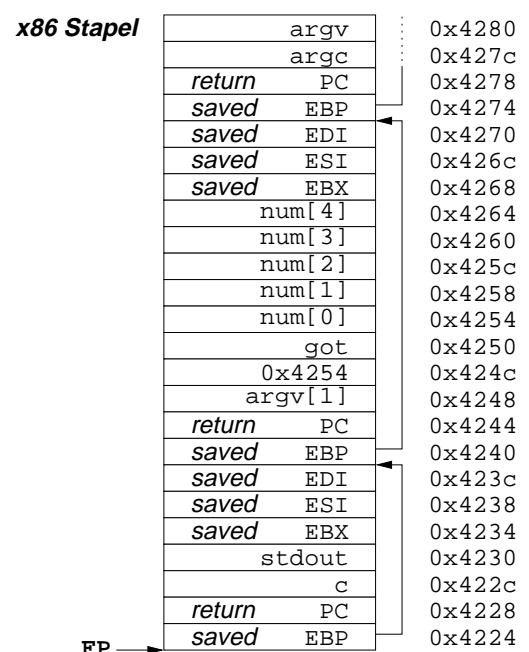 x86 Stapel argv 0x4280
argc 0x427c
return PC 0x4278
saved EBP 0x4274
saved EDI 0x4270
saved ESI 0x426c
saved EBX 0x4268
num[4] 0x4264
num[3] 0x4260
num[2] 0x425c
num[1] 0x4258
num[0] 0x4254
got 0x4250
0x4254 0x424c
argv[1] 0x4248
return PC 0x4244
saved EBP 0x4240
saved EDI 0x423c
saved ESI 0x4238
saved EBX 0x4234
stdout 0x4230
c 0x422c
return PC 0x4228
saved EBP 0x4224
FP